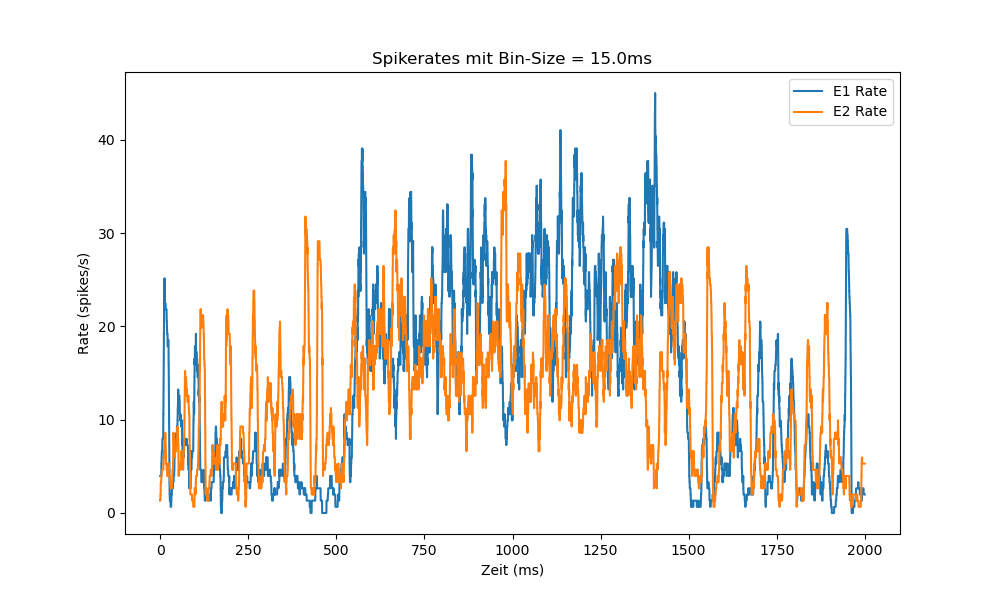 Spikerates mit Bin-Size = 15.0ms
E1 Rate
E2 Rate
Rate (spikes/s)
40
30
20
10
0
0 250 500 750 1000 1250 1500 1750 2000
Zeit (ms)